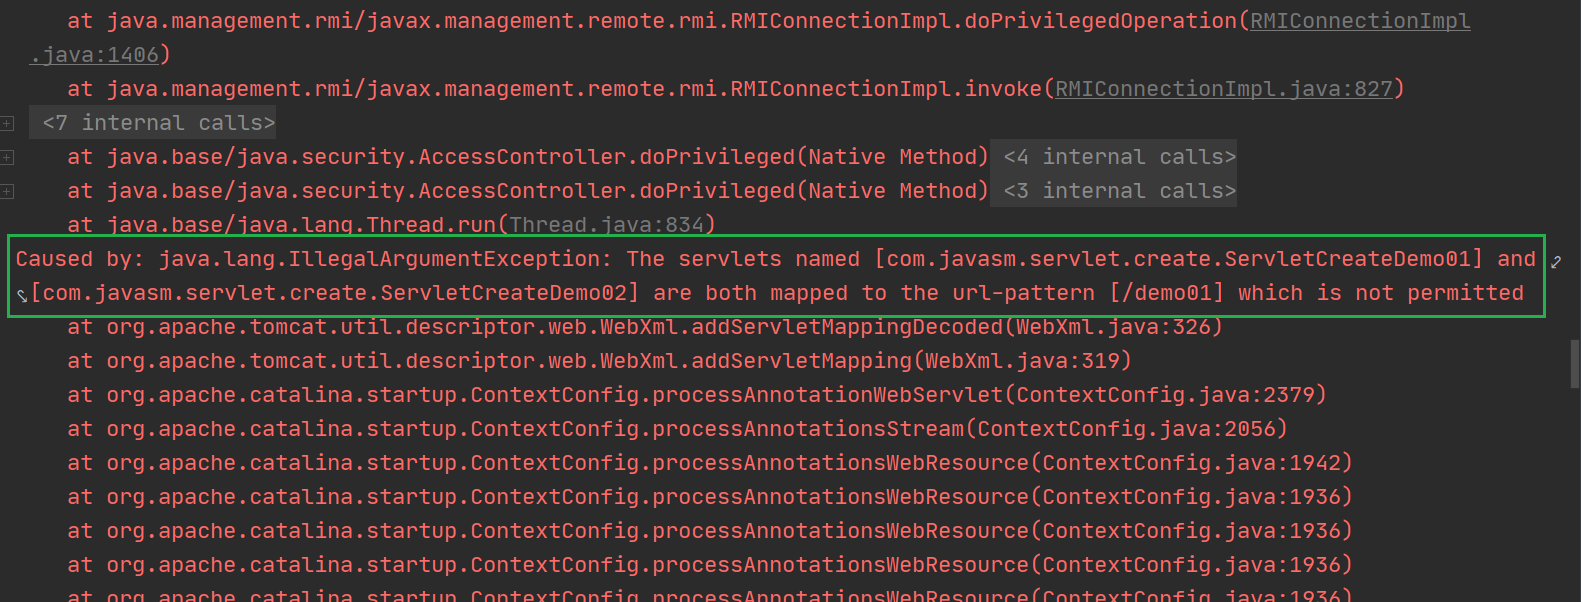 at java.management.rmi/javax.management.remote.rmi.RMIConnectionImpl.doPrivilegedOperation(RMIConnectionImpl
.java:1406)
at java.management.rmi/javax.management.remote.rmi.RMIConnectionImpl.invoke(RMIConnectionImpl.java:827)
<7 internal calls>
at java.base/java.security.AccessController.doPrivileged(Native Method) <4 internal calls>
at java.base/java.security.AccessController.doPrivileged(Native Method) <3 internal calls>
at java.base/java.lang.Thread.run(Thread.java:834)
Caused by: java.lang.IllegalArgumentException: The servlets named [com.javasm.servlet.create.ServletCreateDemo01] and
[com.javasm.servlet.create.ServletCreateDemo02] are both mapped to the url-pattern [/demo01] which is not permitted
at org.apache.tomcat.util.descriptor.web.WebXml.addServletMappingDecoded(WebXml.java:326)
at org.apache.tomcat.util.descriptor.web.WebXml.addServletMapping(WebXml.java:319)
at org.apache.catalina.startup.ContextConfig.processAnnotationWebServlet(ContextConfig.java:2379)
at org.apache.catalina.startup.ContextConfig.processAnnotationsStream(ContextConfig.java:2056)
at org.apache.catalina.startup.ContextConfig.processAnnotationsWebResource(ContextConfig.java:1942)
at org.apache.catalina.startup.ContextConfig.processAnnotationsWebResource(ContextConfig.java:1936)
at org.apache.catalina.startup.ContextConfig.processAnnotationsWebResource(ContextConfig.java:1936)
at org.apache.catalina.startup.ContextConfig.processAnnotationsWebResource(ContextConfig.java:1936)
at org.apache.catalina.startup.ContextConfig.processAnnotationsWebResource(ContextConfig.java:1936)